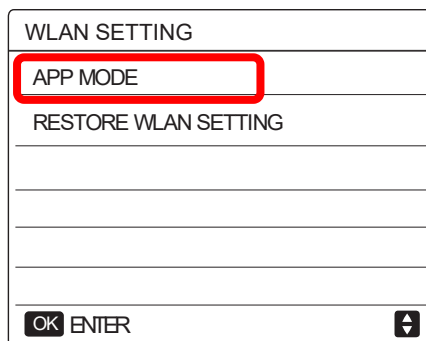 WLAN SETTING
APP MODE
RESTORE WLAN SETTING
OK ENTER